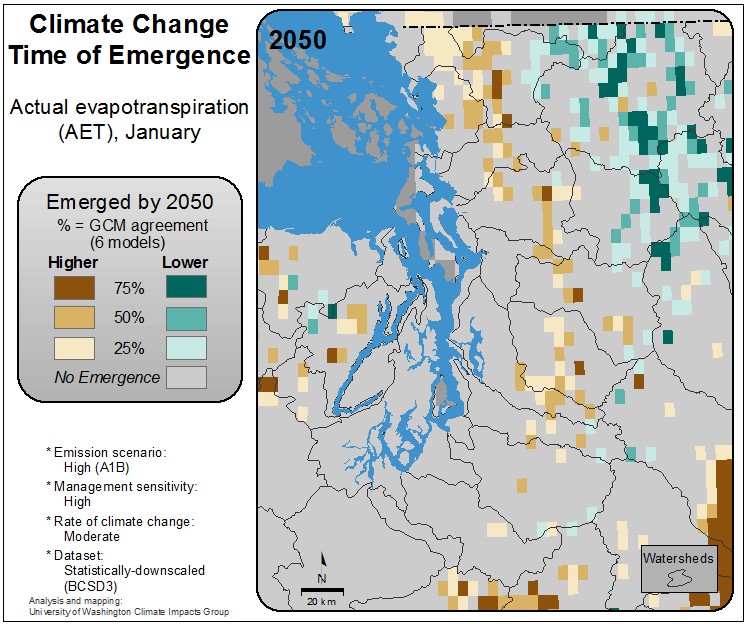 Climate Change
Time of Emergence
Actual evapotranspiration
(AET), January
Emerged by 2050
% = GCM agreement
(6 models)
Higher Lower
75%
50%
25%
No Emergence
* Emission scenario:
High (A1B)
* Management sensitivity:
High
* Rate of climate change:
Moderate
* Dataset:
Statistically-downscaled
(BCSD3)
Analysis and mapping:
University of Washington Climate Impacts Group
2050
N
20 km
Watersheds